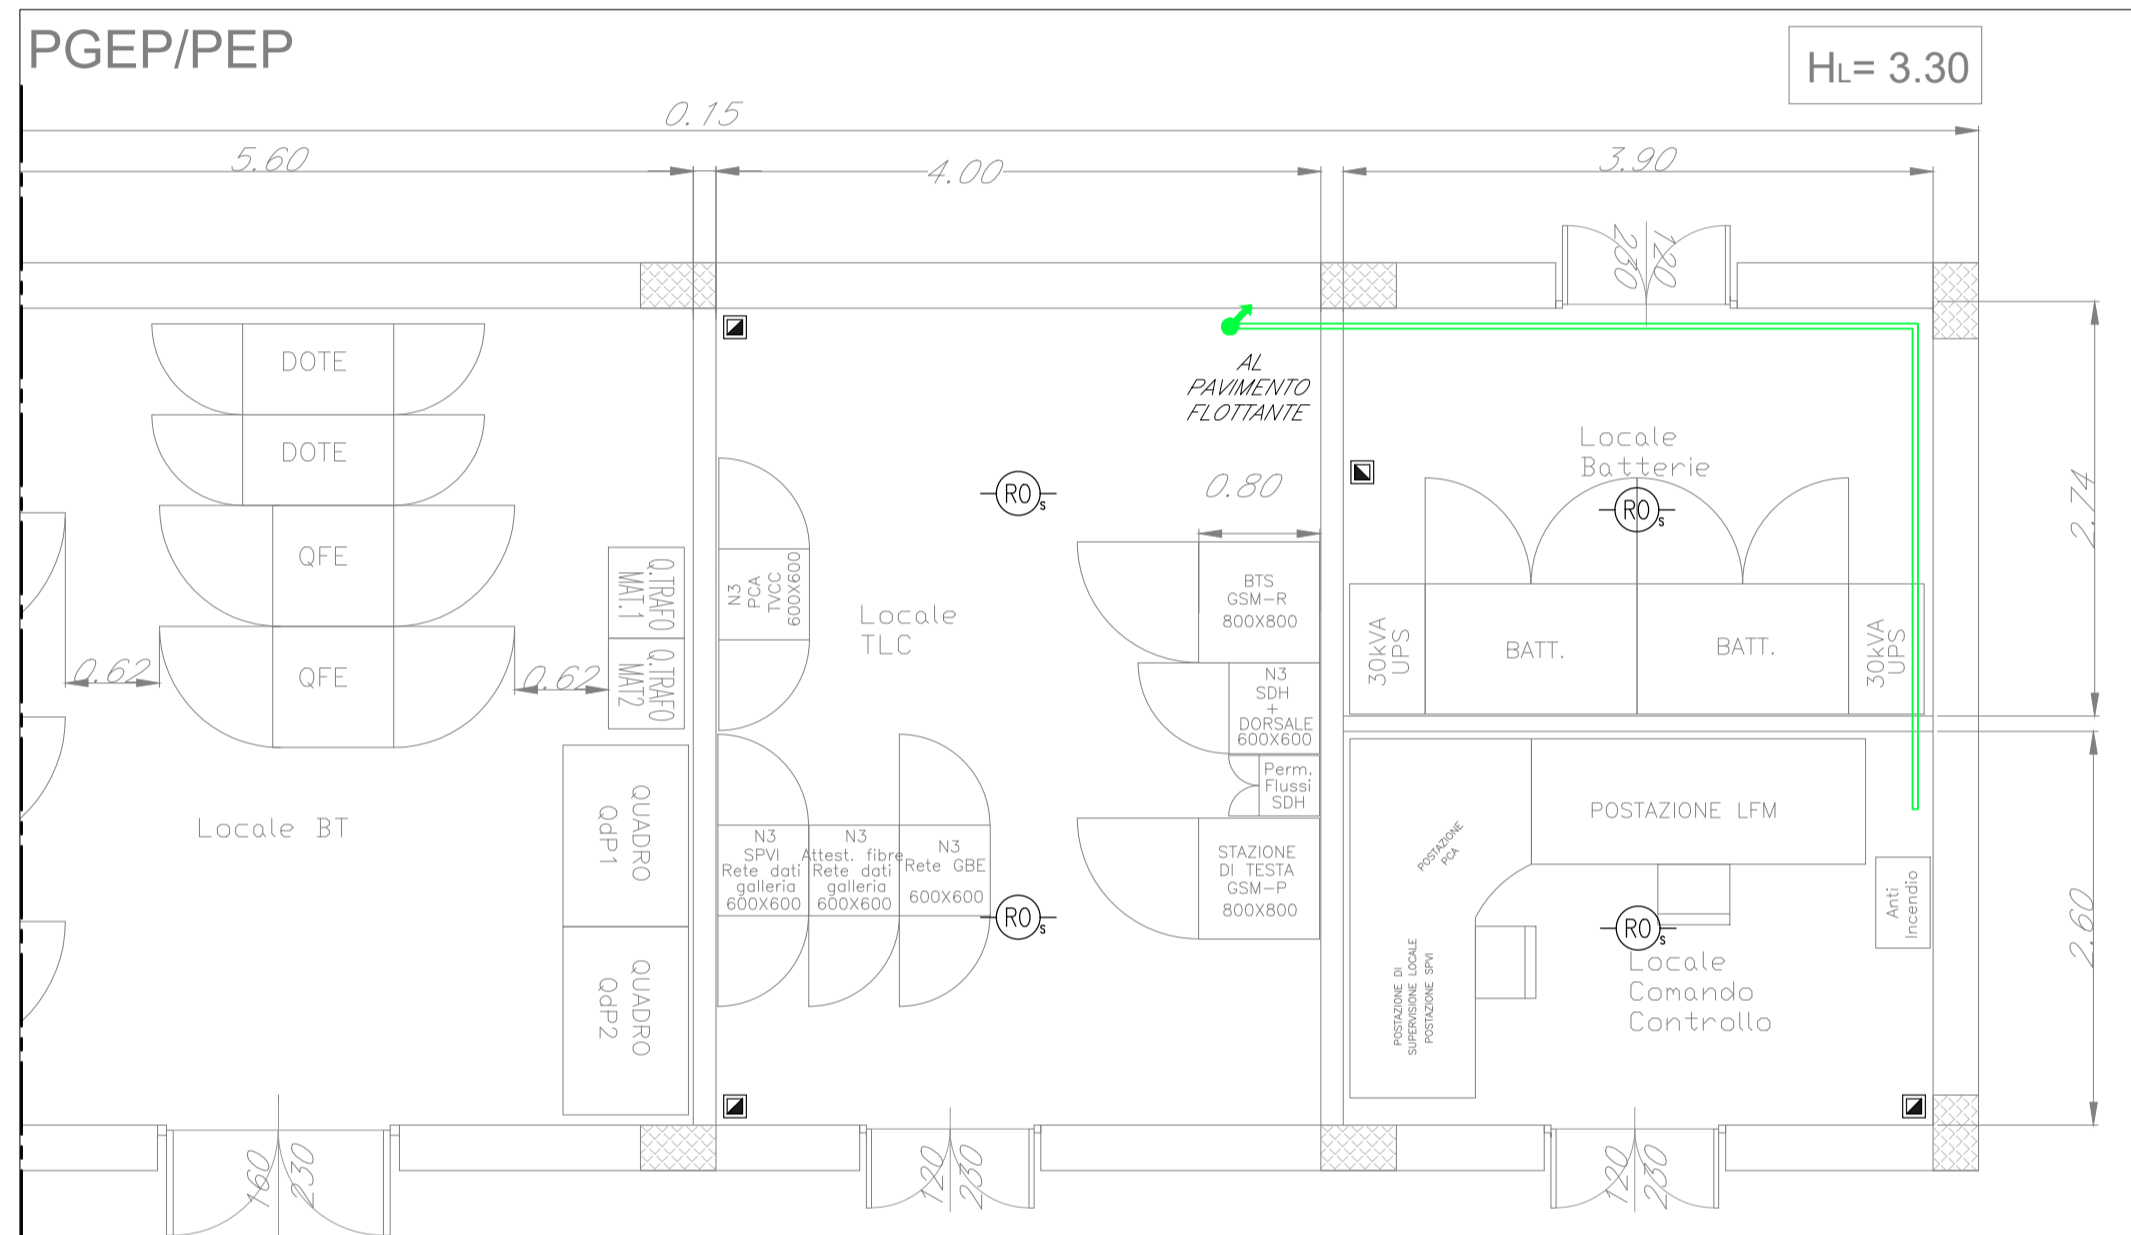 PGEP/PEP
HL= 3.30
0.15
5.60
4.00
3.90
230
120
DOTE
DOTE
QFE
QFE
0.62
0.62
Q.TRAFO
MAT.1
Q.TRAFO
MAT2
QUADRO
QdP1
QUADRO
QdP2
Locale BT
160
230
AL
PAVIMENTO
FLOTTANTE
R0s
0.80
N3
PCA
TVCC
600X600
Locale
TLC
BTS
GSM-R
800X800
N3
SDH
+
DORSALE
600X600
Perm.
Flussi
SDH
STAZIONE
DI TESTA
GSM-P
800X800
N3
SPVI
Rete dati
galleria
600X600
N3
Attest. fibre
Rete dati
galleria
600X600
N3
Rete GBE
600X600
R0s
120
230
Locale
Batterie
R0s
30kVA
UPS
BATT.
BATT.
30kVA
UPS
2.74
POSTAZIONE LFM
POSTAZIONE
PCA
POSTAZIONE DI
SUPERVISIONE LOCALE
POSTAZIONE SPVI
Anti
Incendio
R0s
Locale
Comando
Controllo
2.60
120
230